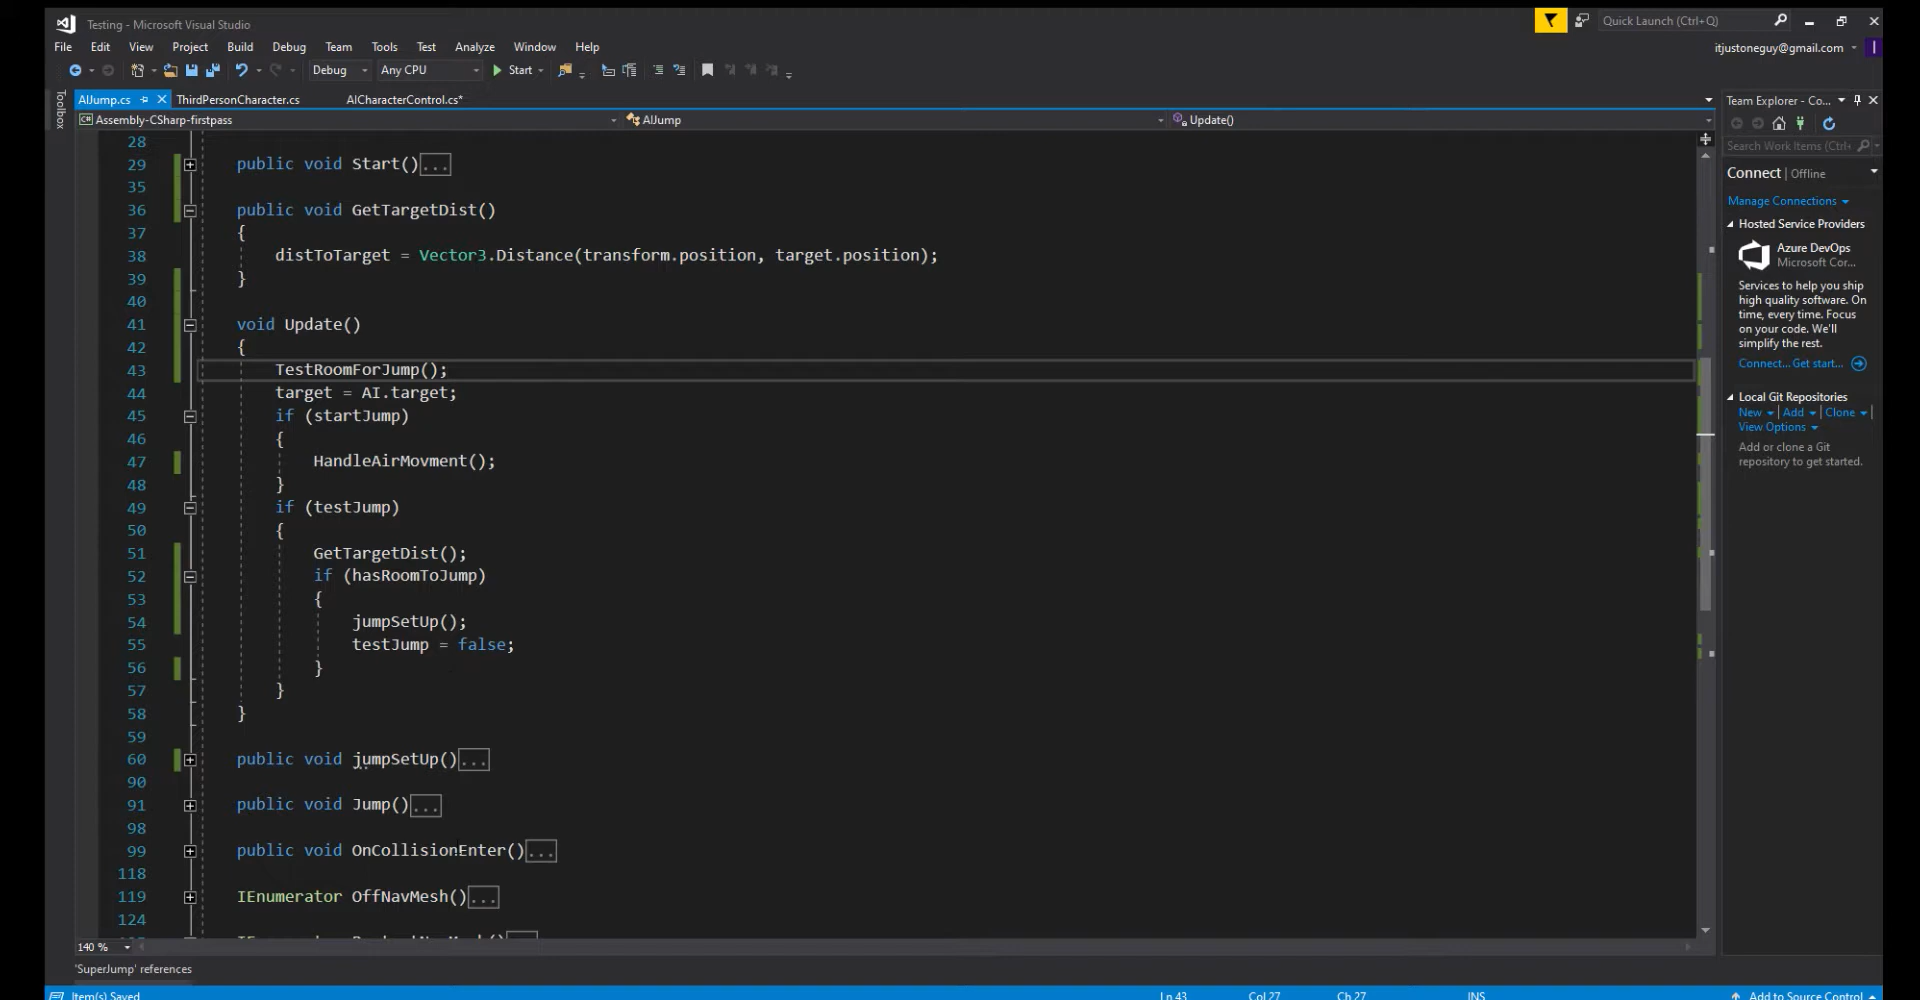 Testing - Microsoft Visual Studio
Quick Launch (Ctrl+Q)
File Edit View Project Build Debug Team Tools Test Analyze Window Help
itjustoneguy@gmail.com
Debug Any CPU Start
Toolbox
AIJump.cs ThirdPersonCharacter.cs AICharacterControl.cs*
Assembly-CSharp-firstpass AIJump Update()
28
29 public void Start()...
35
36 public void GetTargetDist()
37 {
38 distToTarget = Vector3.Distance(transform.position, target.position);
39 }
40
41 void Update()
42 {
43 TestRoomForJump();
44 target = AI.target;
45 if (startJump)
46 {
47 HandleAirMovment();
48 }
49 if (testJump)
50 {
51 GetTargetDist();
52 if (hasRoomToJump)
53 {
54 jumpSetUp();
55 testJump = false;
56 }
57 }
58 }
59
60 public void jumpSetUp()...
90
91 public void Jump()...
98
99 public void OnCollisionEnter()...
118
119 IEnumerator OffNavMesh()...
124
140 %
'SuperJump' references
Item(s) Saved
Ln 43 Col 27 Ch 27 INS
Add to Source Control
Team Explorer - Co...
Search Work Items (Ctrl+
Connect | Offline
Manage Connections
Hosted Service Providers
Azure DevOps
Microsoft Cor...
Services to help you ship
high quality software. On
time, every time. Focus
on your code. We'll
simplify the rest.
Connect... Get start...
Local Git Repositories
New | Add | Clone |
View Options
Add or clone a Git
repository to get started.